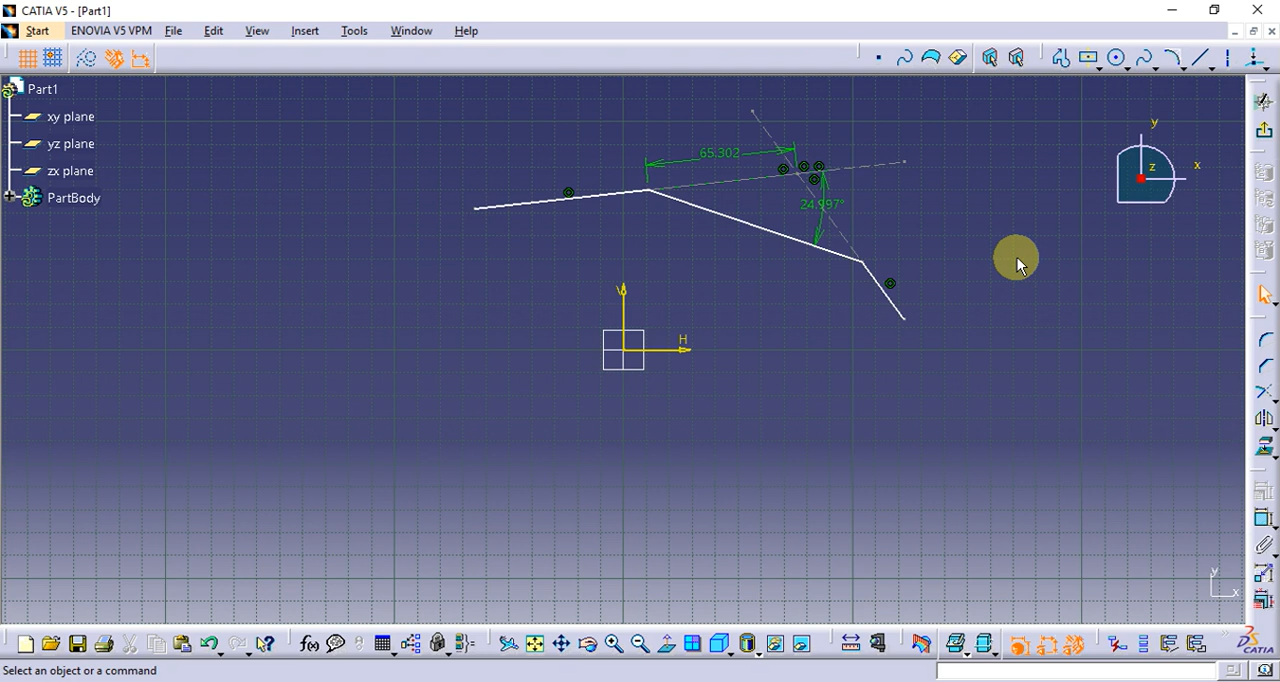 CATIA V5 - [Part1]
Start ENOVIA V5 VPM File Edit View Insert Tools Window Help
Part1
xy plane
yz plane
zx plane
PartBody
65.302
24.997°
V
H
y
z
x
y
x
f(x)
CATIA
Select an object or a command